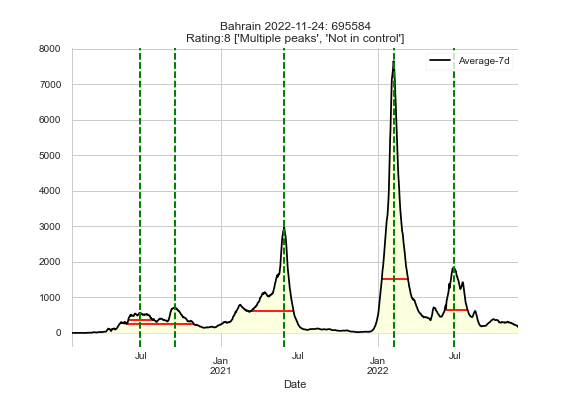 Bahrain 2022-11-24: 695584
Rating:8 ['Multiple peaks', 'Not in control']
Average-7d
8000
7000
6000
5000
4000
3000
2000
1000
0
Jul
Jan
2021
Jul
Jan
2022
Jul
Date